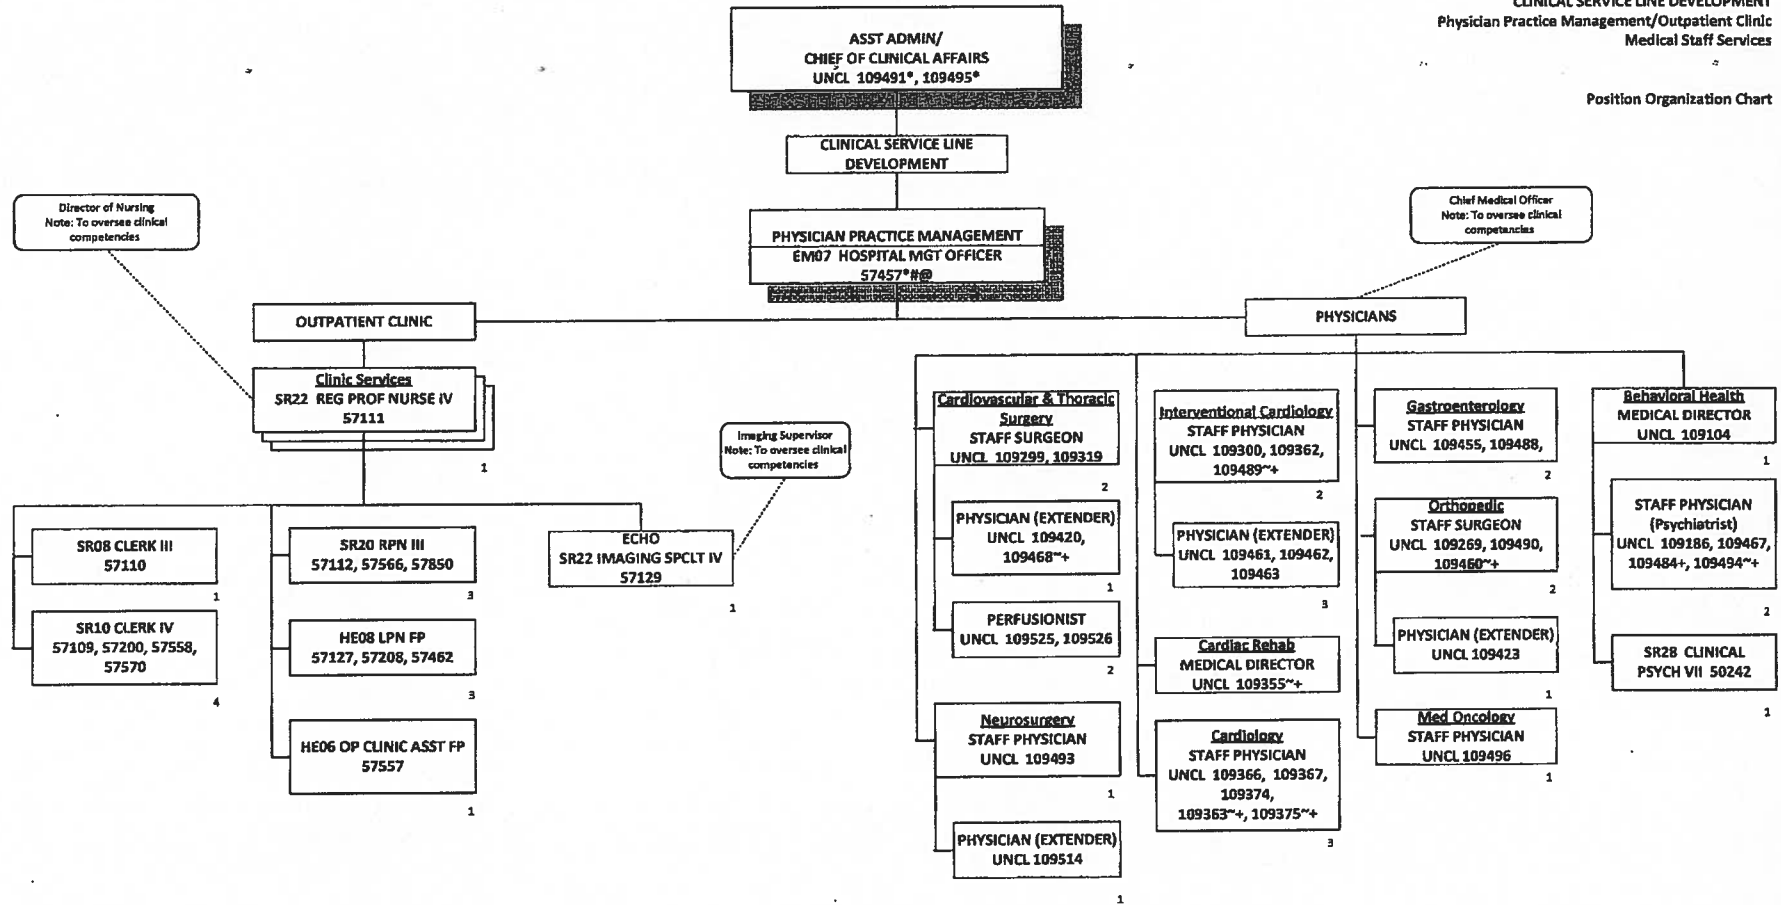 CLINICAL SERVICE LINE DEVELOPMENT
Physician Practice Management/Outpatient Clinic
Medical Staff Services
Position Organization Chart
ASST ADMIN/
CHIEF OF CLINICAL AFFAIRS
UNCL 109491*, 109495*
CLINICAL SERVICE LINE
DEVELOPMENT
PHYSICIAN PRACTICE MANAGEMENT
EM07 HOSPITAL MGT OFFICER
57457*#@
Director of Nursing
Note: To oversee clinical
competencies
Chief Medical Officer
Note: To oversee clinical
competencies
OUTPATIENT CLINIC
PHYSICIANS
Clinic Services
SR22 REG PROF NURSE IV
57111
1
Imaging Supervisor
Note: To oversee clinical
competencies
SR08 CLERK III
57110
1
SR10 CLERK IV
57109, 57200, 57558,
57570
4
SR20 RPN III
57112, 57566, 57850
3
HE08 LPN FP
57127, 57208, 57462
3
HE06 OP CLINIC ASST FP
57557
1
ECHO
SR22 IMAGING SPCLT IV
57129
1
Cardiovascular & Thoracic
Surgery
STAFF SURGEON
UNCL 109299, 109319
2
PHYSICIAN (EXTENDER)
UNCL 109420,
109468~+
1
PERFUSIONIST
UNCL 109525, 109526
2
Neurosurgery
STAFF PHYSICIAN
UNCL 109493
1
PHYSICIAN (EXTENDER)
UNCL 109514
1
Interventional Cardiology
STAFF PHYSICIAN
UNCL 109300, 109362,
109489~+
2
PHYSICIAN (EXTENDER)
UNCL 109461, 109462,
109463
3
Cardiac Rehab
MEDICAL DIRECTOR
UNCL 109355~+
Cardiology
STAFF PHYSICIAN
UNCL 109366, 109367,
109374,
109363~+, 109375~+
3
Gastroenterology
STAFF PHYSICIAN
UNCL 109455, 109488,
2
Orthopedic
STAFF SURGEON
UNCL 109269, 109490,
109460~+
2
PHYSICIAN (EXTENDER)
UNCL 109423
1
Med Oncology
STAFF PHYSICIAN
UNCL 109496
1
Behavioral Health
MEDICAL DIRECTOR
UNCL 109104
1
STAFF PHYSICIAN
(Psychiatrist)
UNCL 109186, 109467,
109484+, 109494~+
2
SR28 CLINICAL
PSYCH VII 50242
1